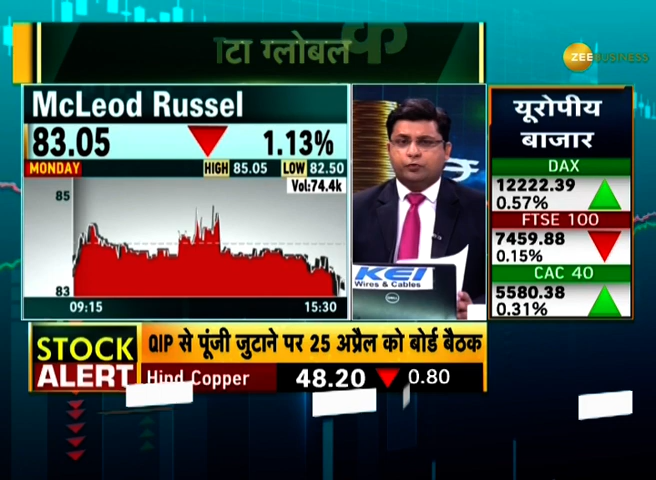 टा ग्लोबल
ZEE BUSINESS
McLeod Russel
83.05 1.13%
MONDAY HIGH 85.05 LOW 82.50
Vol:74.4k
85
83
09:15 15:30
KEI
Wires & Cables
DELL
यूरोपीय
बाजार
DAX
12222.39
0.57%
FTSE 100
7459.88
0.15%
CAC 40
5580.38
0.31%
STOCK
ALERT
QIP से पूंजी जुटाने पर 25 अप्रैल को बोर्ड बैठक
Hind Copper 48.20 0.80